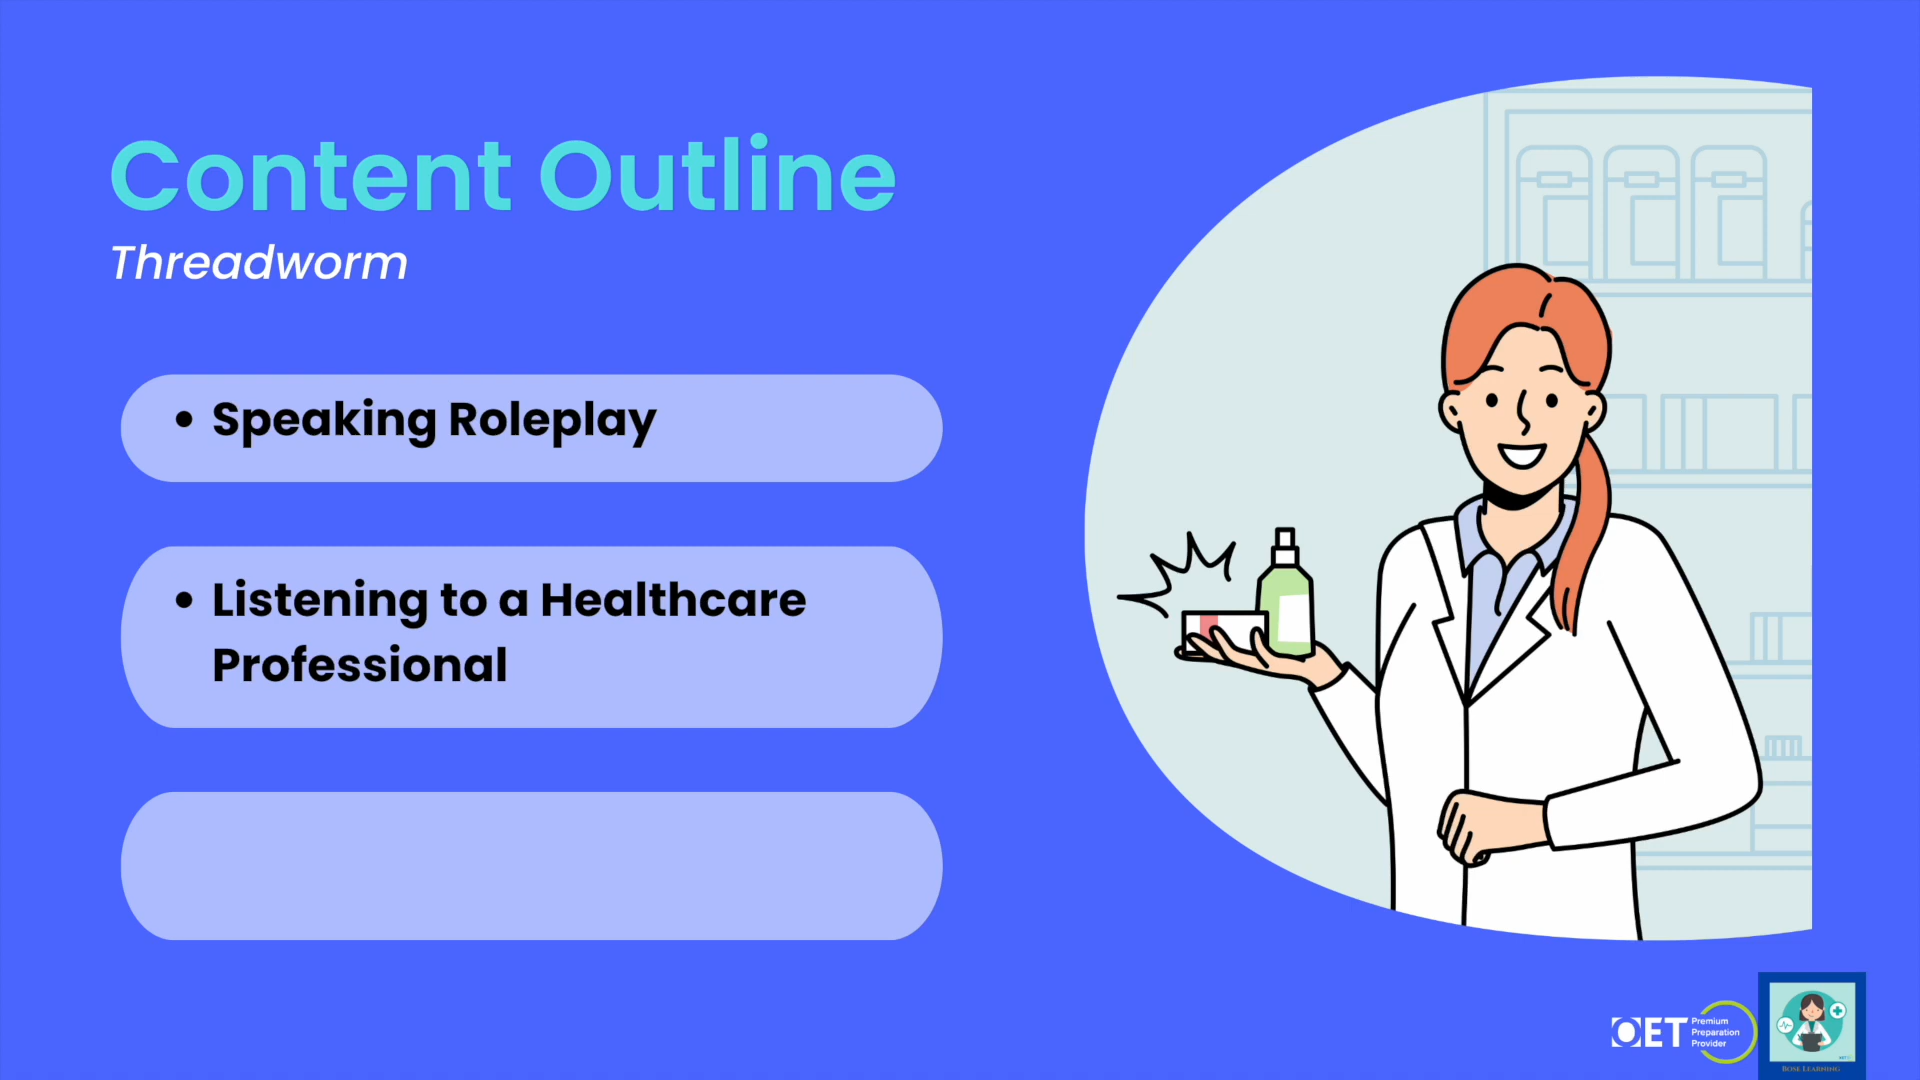 Content Outline
Threadworm
• Speaking Roleplay
• Listening to a Healthcare
Professional
OET
Premium
Preparation
Provider
BOSE LEARNING